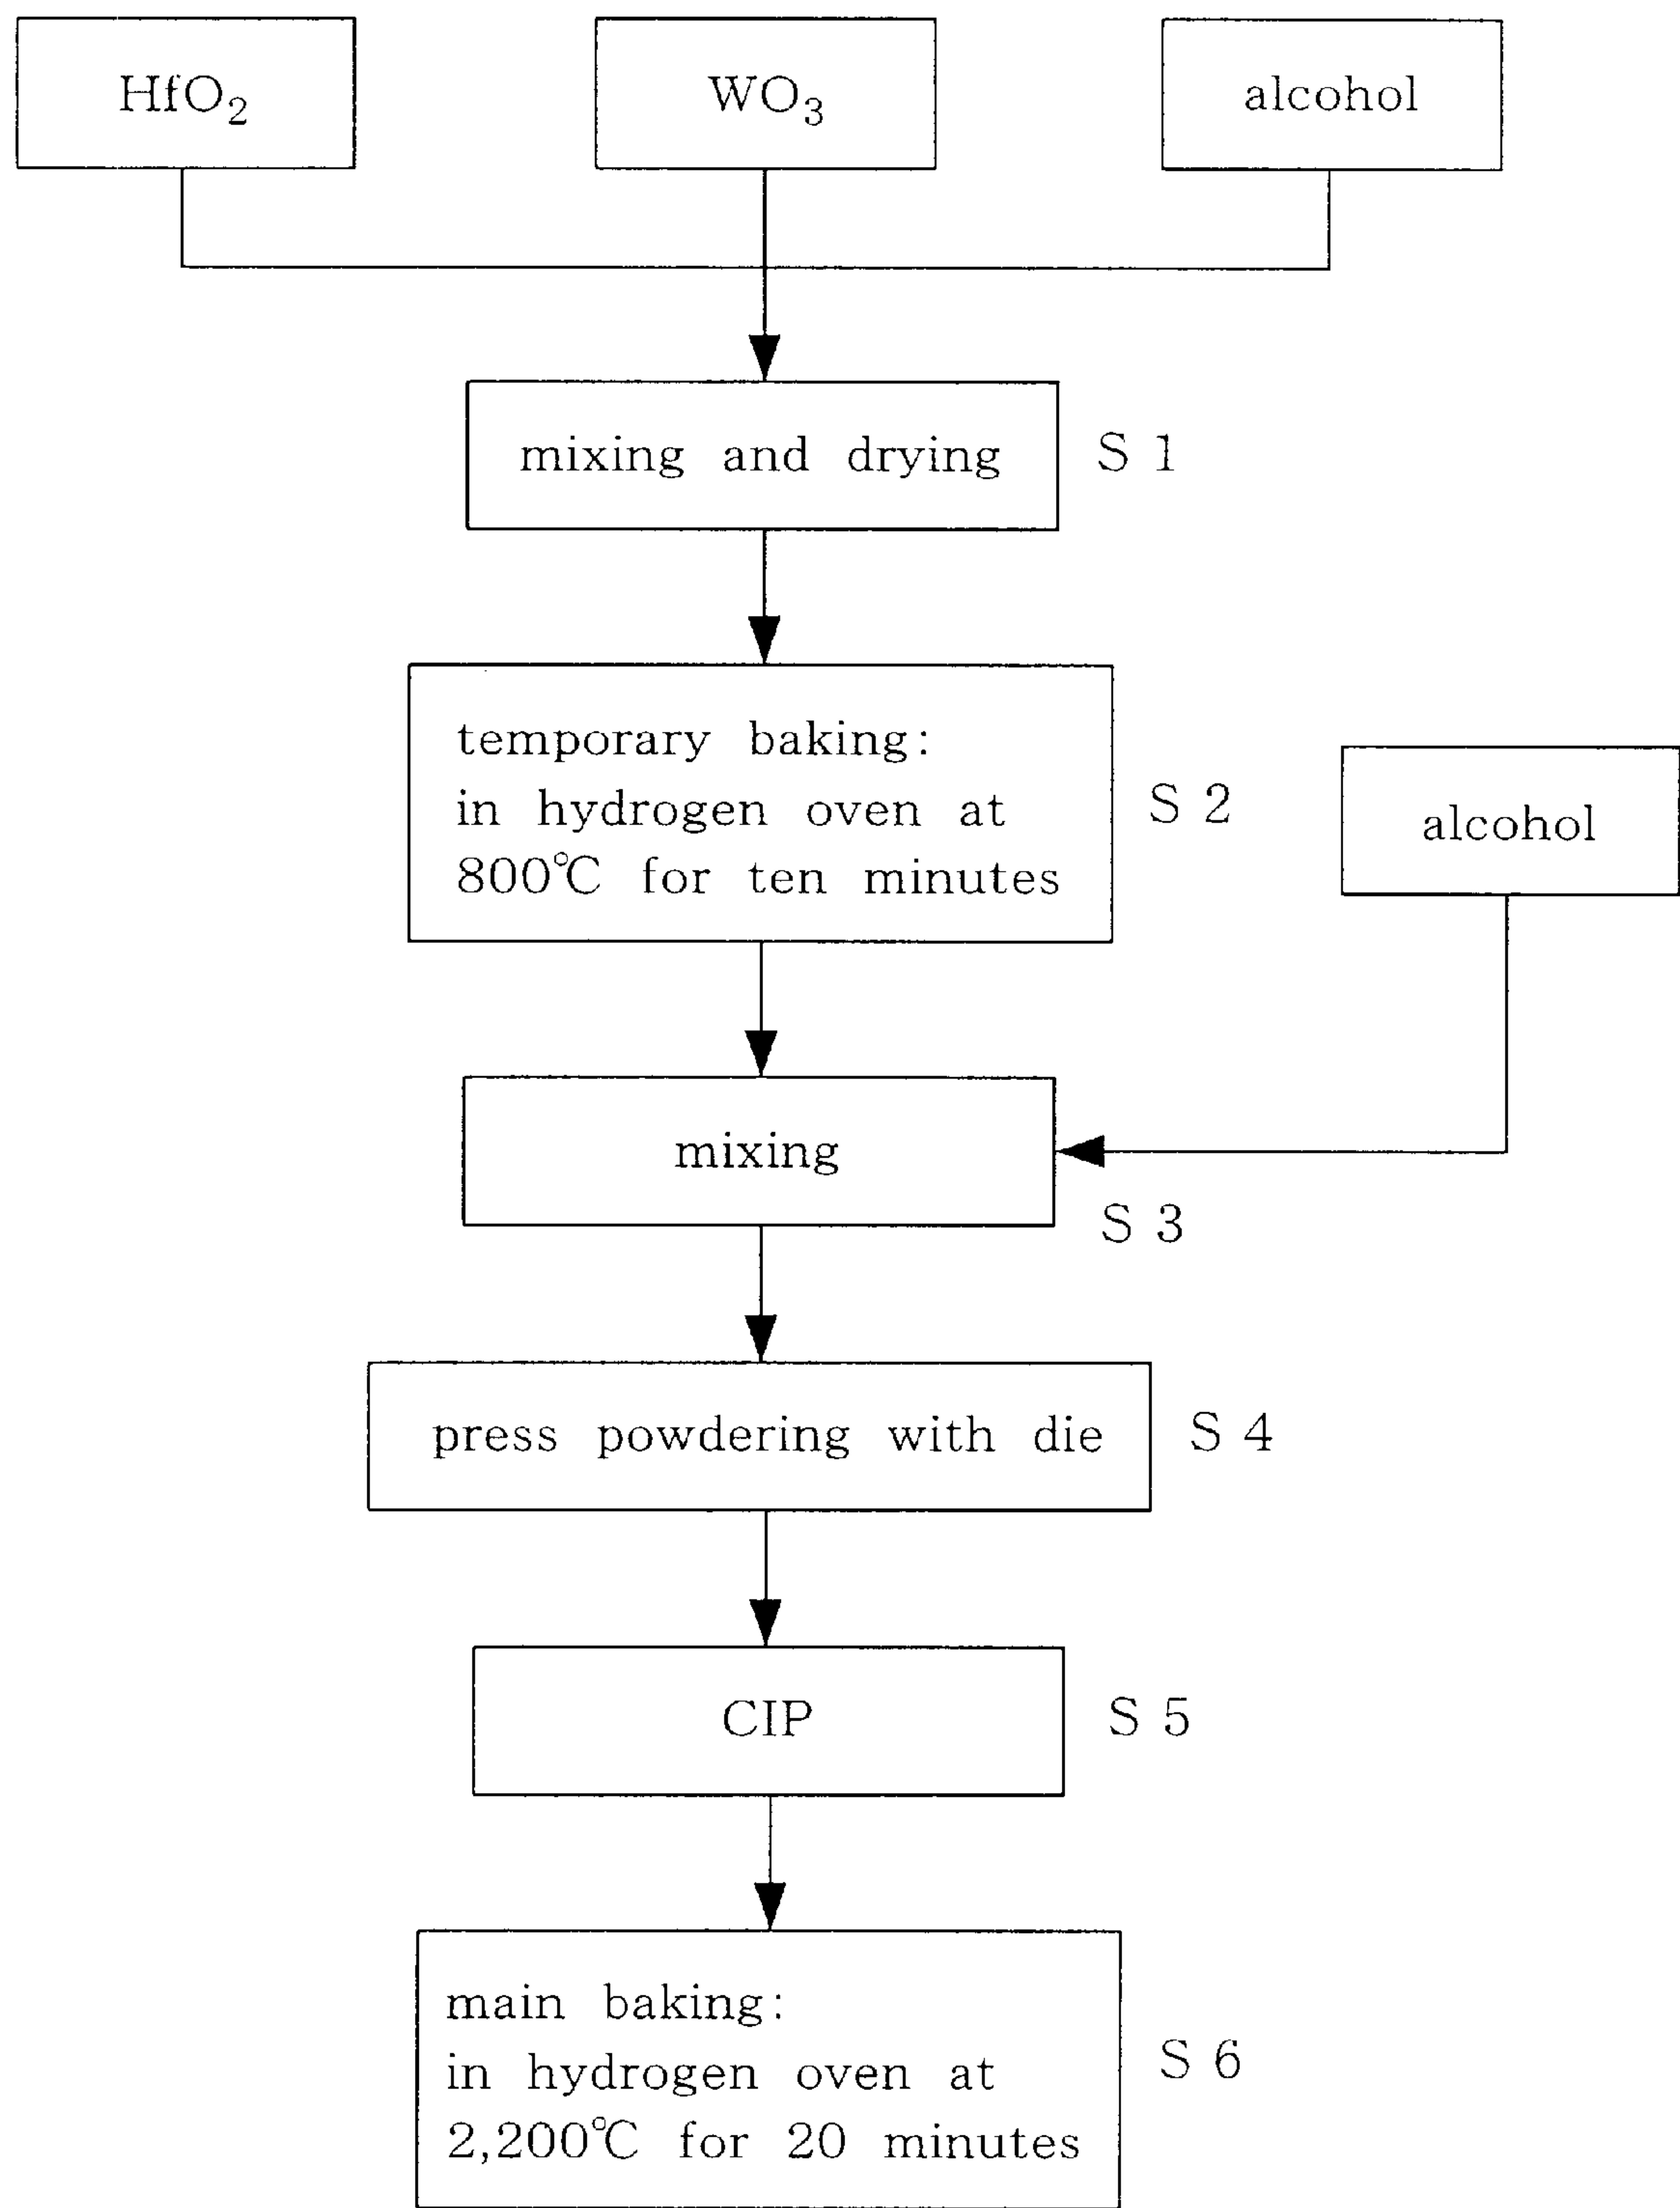 HfO₂
WO₃
alcohol
mixing and drying
S 1
temporary baking:
in hydrogen oven at
800℃ for ten minutes
S 2
alcohol
mixing
S 3
press powdering with die
S 4
CIP
S 5
main baking:
in hydrogen oven at
2,200℃ for 20 minutes
S 6